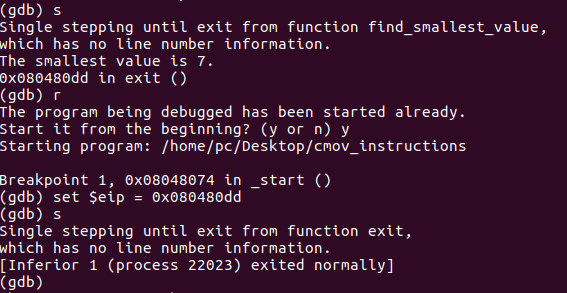 (gdb) s
Single stepping until exit from function find_smallest_value,
which has no line number information.
The smallest value is 7.
0x080480dd in exit ()
(gdb) r
The program being debugged has been started already.
Start it from the beginning? (y or n) y
Starting program: /home/pc/Desktop/cmov_instructions
Breakpoint 1, 0x08048074 in _start ()
(gdb) set $eip = 0x080480dd
(gdb) s
Single stepping until exit from function exit,
which has no line number information.
[Inferior 1 (process 22023) exited normally]
(gdb)